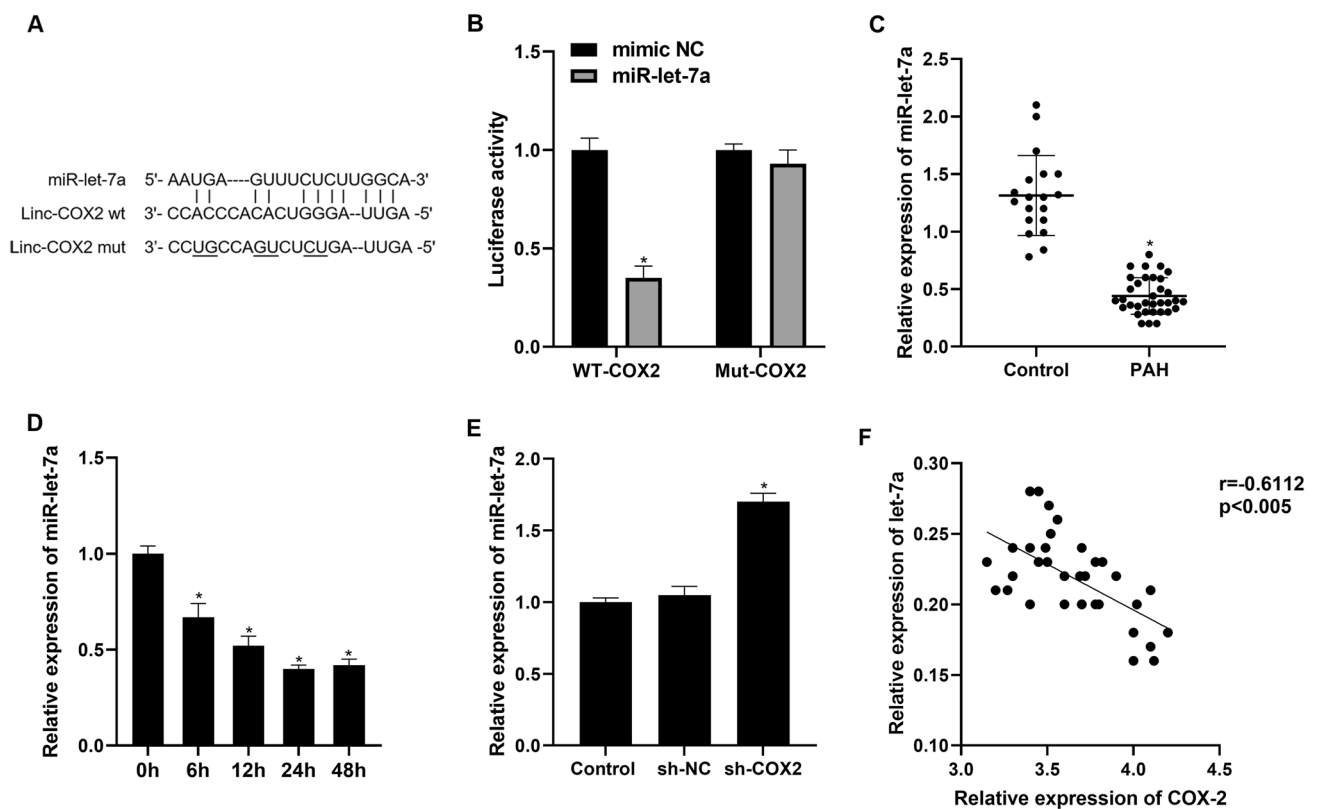 A
miR-let-7a 5'- AAUGA----GUUUCUCUUGGCA-3'
Linc-COX2 wt 3'- CCACCCACACUGGGA--UUGA -5'
Linc-COX2 mut 3'- CCUGCCAGUCUCUGA--UUGA -5'
B
mimic NC
miR-let-7a
Luciferase activity
1.5
1.0
0.5
0.0
WT-COX2 Mut-COX2
C
Relative expression of miR-let-7a
2.5
2.0
1.5
1.0
0.5
0.0
*
Control PAH
D
Relative expression of miR-let-7a
1.5
1.0
0.5
0.0
* * * *
0h 6h 12h 24h 48h
E
Relative expression of miR-let-7a
2.0
1.5
1.0
0.5
0.0
*
Control sh-NC sh-COX2
F
Relative expression of let-7a
0.30
0.25
0.20
0.15
0.10
r=-0.6112
p<0.005
3.0 3.5 4.0 4.5
Relative expression of COX-2